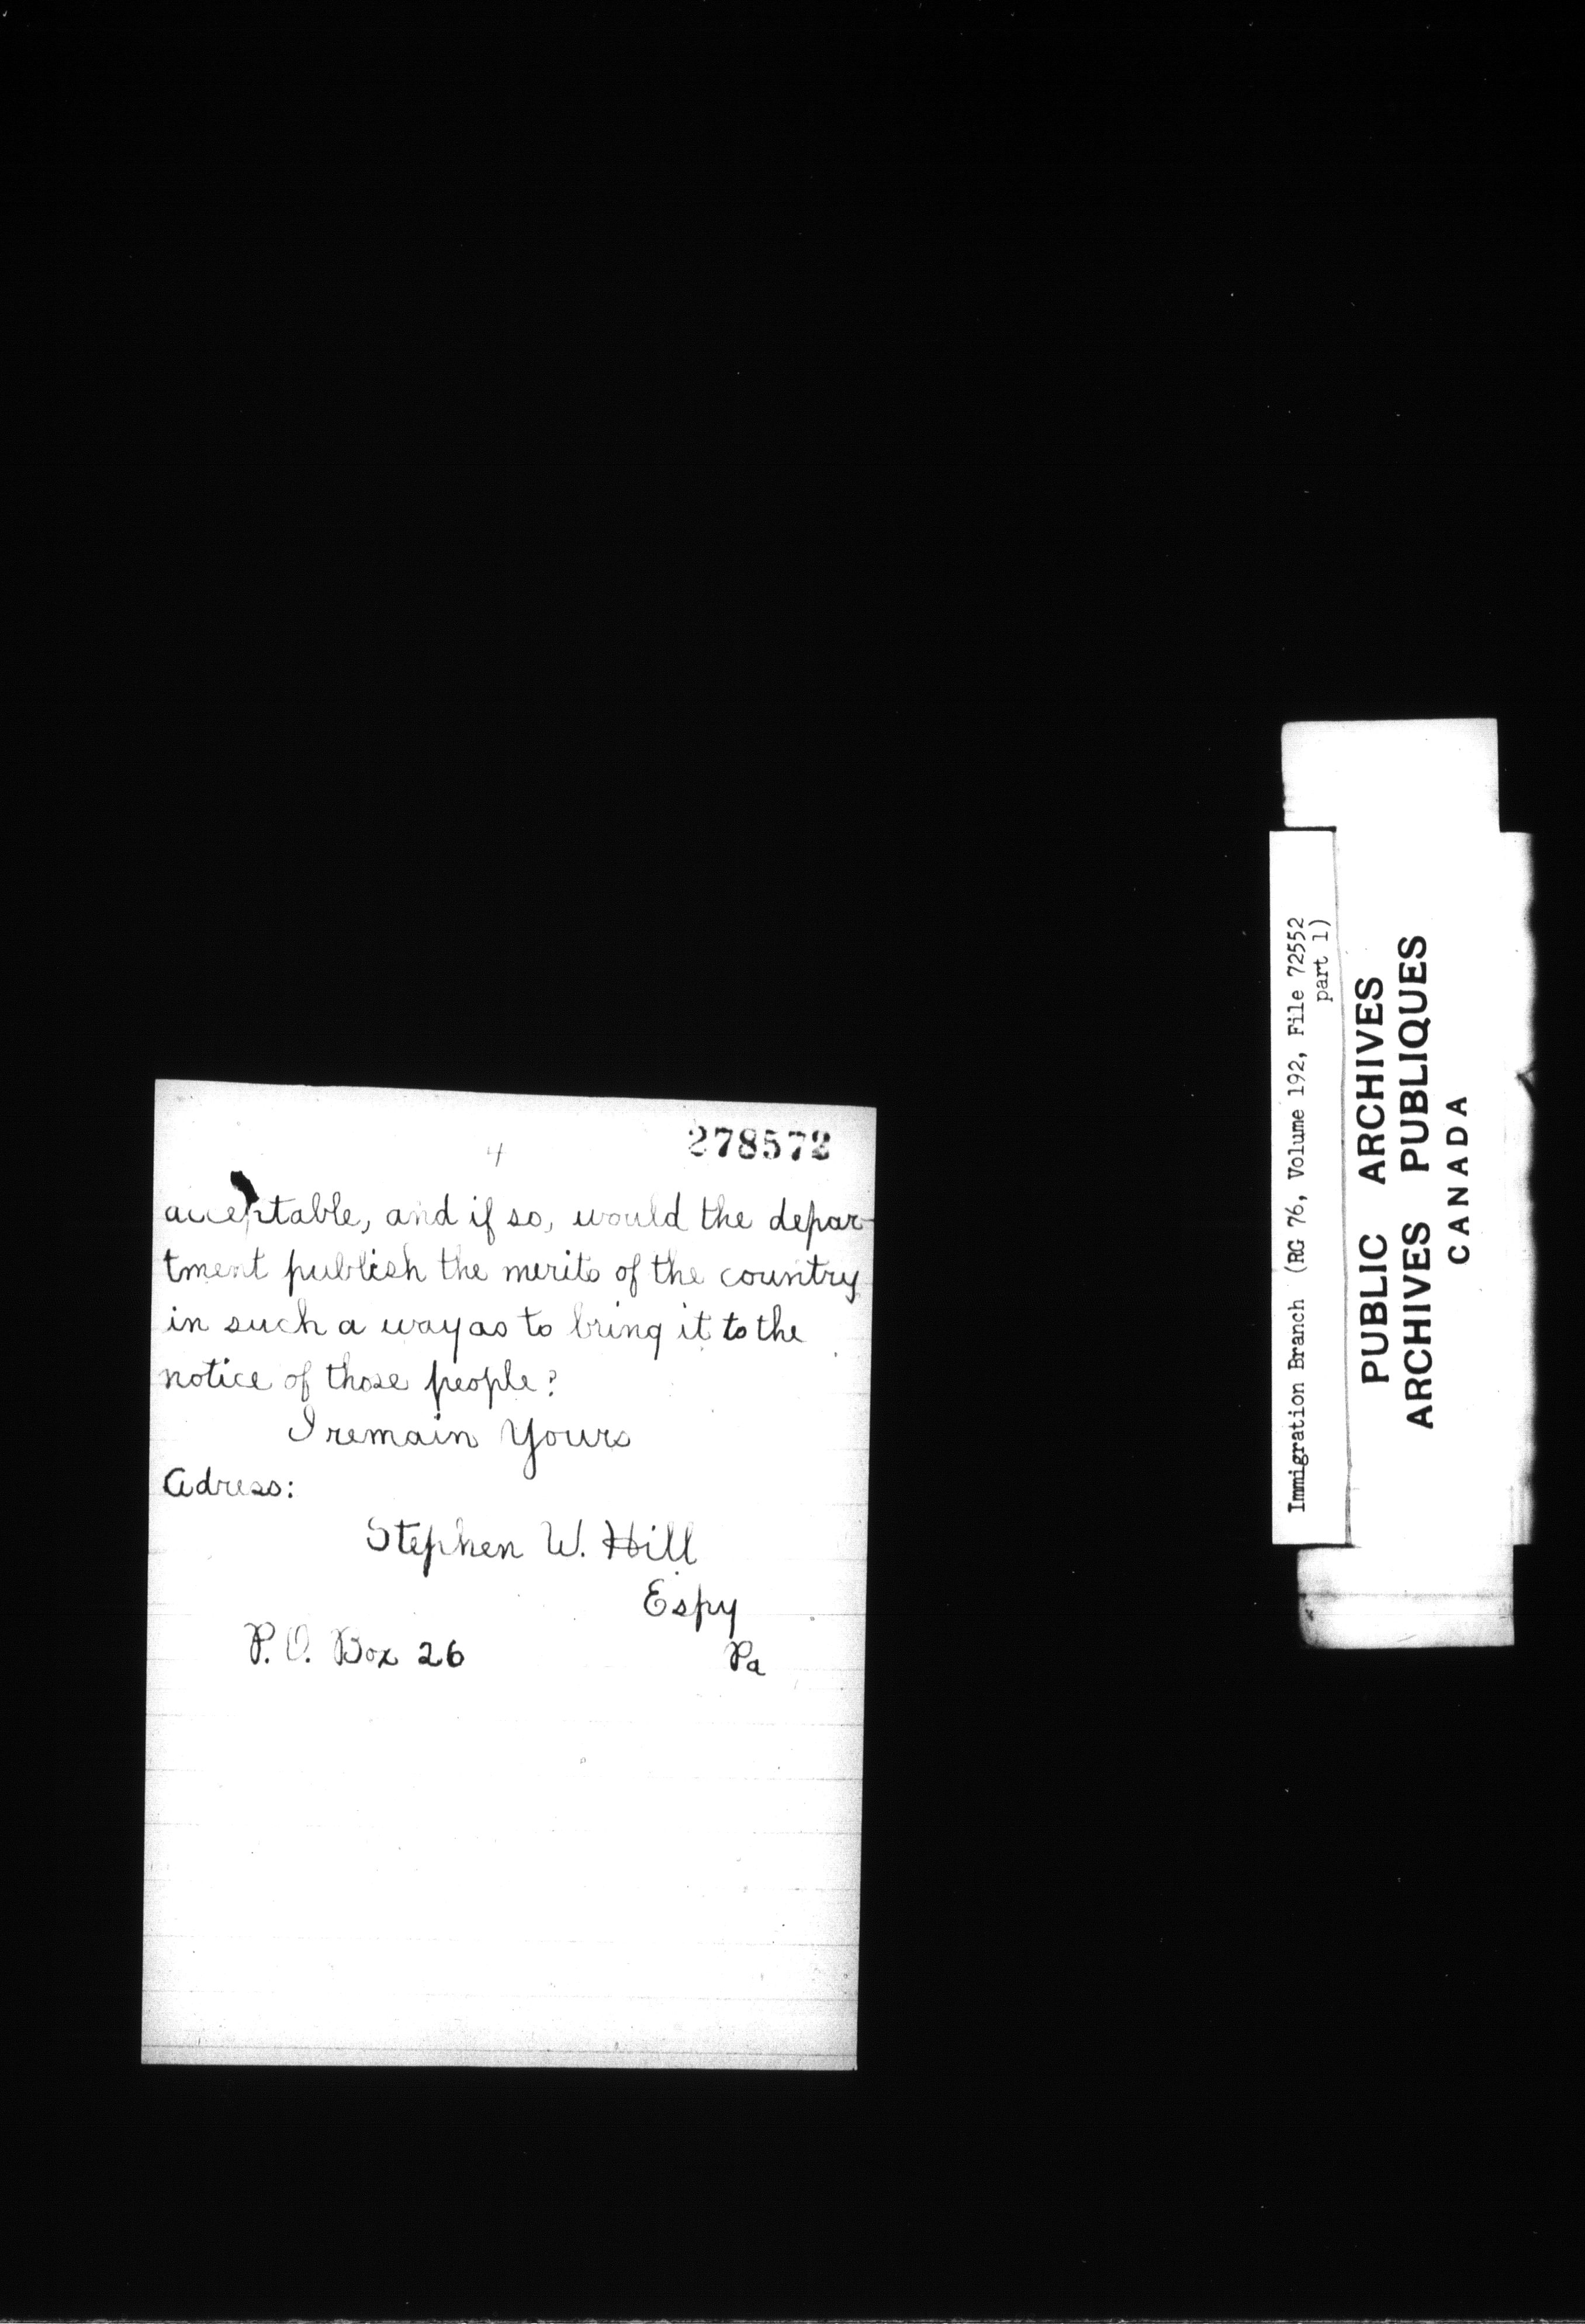 4
278572
acceptable, and if so, would the depar-
tment publish the merits of the country
in such a way as to bring it to the
notice of those people?
I remain Yours
Adress:
Stephen W. Hill
Espy
P.O. Box 26
Pa
Immigration Branch (RG 76, Volume 192, File 72552
part 1)
PUBLIC ARCHIVES
ARCHIVES PUBLIQUES
CANADA